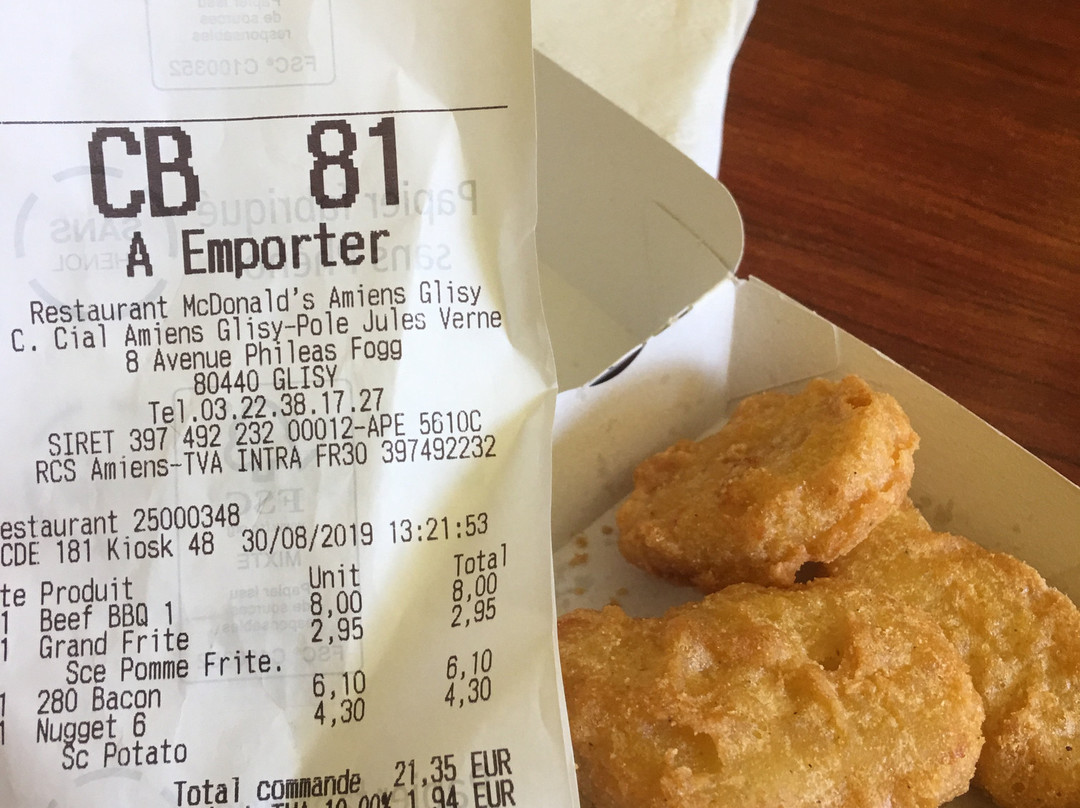 CB 81
A Emporter
Restaurant McDonald's Amiens Glisy
C. Cial Amiens Glisy-Pole Jules Verne
8 Avenue Phileas Fogg
80440 GLISY
Tel.03.22.38.17.27
SIRET 397 492 232 00012-APE 5610C
RCS Amiens-TVA INTRA FR30 397492232
estaurant 25000348
CDE 181 Kiosk 48 30/08/2019 13:21:53
te Produit Unit Total
1 Beef BBQ 1 8,00 8,00
1 Grand Frite 2,95 2,95
Sce Pomme Frite.
1 280 Bacon 6,10 6,10
1 Nugget 6 4,30 4,30
Sc Potato
Total commande 21,35 EUR
TVA 10,00% 1,94 EUR